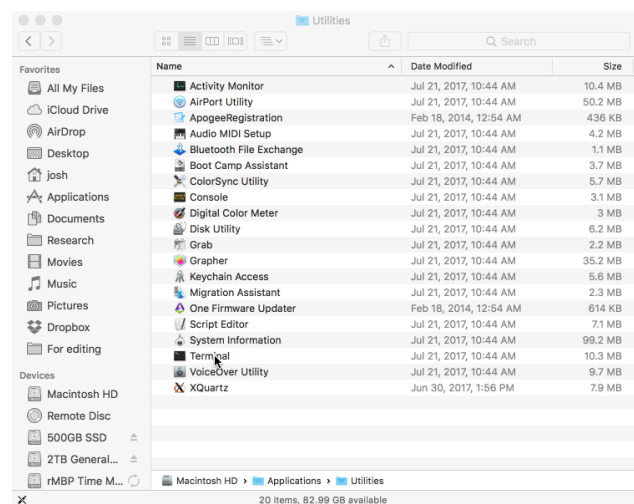 Utilities
Search
Favorites
All My Files
iCloud Drive
AirDrop
Desktop
josh
Applications
Documents
Research
Movies
Music
Pictures
Dropbox
For editing
Devices
Macintosh HD
Remote Disc
500GB SSD
2TB General...
rMBP Time M...
Name Date Modified Size
Activity Monitor Jul 21, 2017, 10:44 AM 10.4 MB
AirPort Utility Jul 21, 2017, 10:44 AM 50.2 MB
ApogeeRegistration Feb 18, 2014, 12:54 AM 436 KB
Audio MIDI Setup Jul 21, 2017, 10:44 AM 4.2 MB
Bluetooth File Exchange Jul 21, 2017, 10:44 AM 1.1 MB
Boot Camp Assistant Jul 21, 2017, 10:44 AM 3.7 MB
ColorSync Utility Jul 21, 2017, 10:44 AM 5.7 MB
Console Jul 21, 2017, 10:44 AM 3.1 MB
Digital Color Meter Jul 21, 2017, 10:44 AM 3 MB
Disk Utility Jul 21, 2017, 10:44 AM 6.2 MB
Grab Jul 21, 2017, 10:44 AM 2.2 MB
Grapher Jul 21, 2017, 10:44 AM 35.2 MB
Keychain Access Jul 21, 2017, 10:44 AM 5.6 MB
Migration Assistant Jul 21, 2017, 10:44 AM 2.3 MB
One Firmware Updater Feb 18, 2014, 12:54 AM 614 KB
Script Editor Jul 21, 2017, 10:44 AM 7.1 MB
System Information Jul 21, 2017, 10:44 AM 99.2 MB
Terminal Jul 21, 2017, 10:44 AM 10.3 MB
VoiceOver Utility Jul 21, 2017, 10:44 AM 9.7 MB
XQuartz Jun 30, 2017, 1:56 PM 7.9 MB
Macintosh HD › Applications › Utilities
20 items, 82.99 GB available